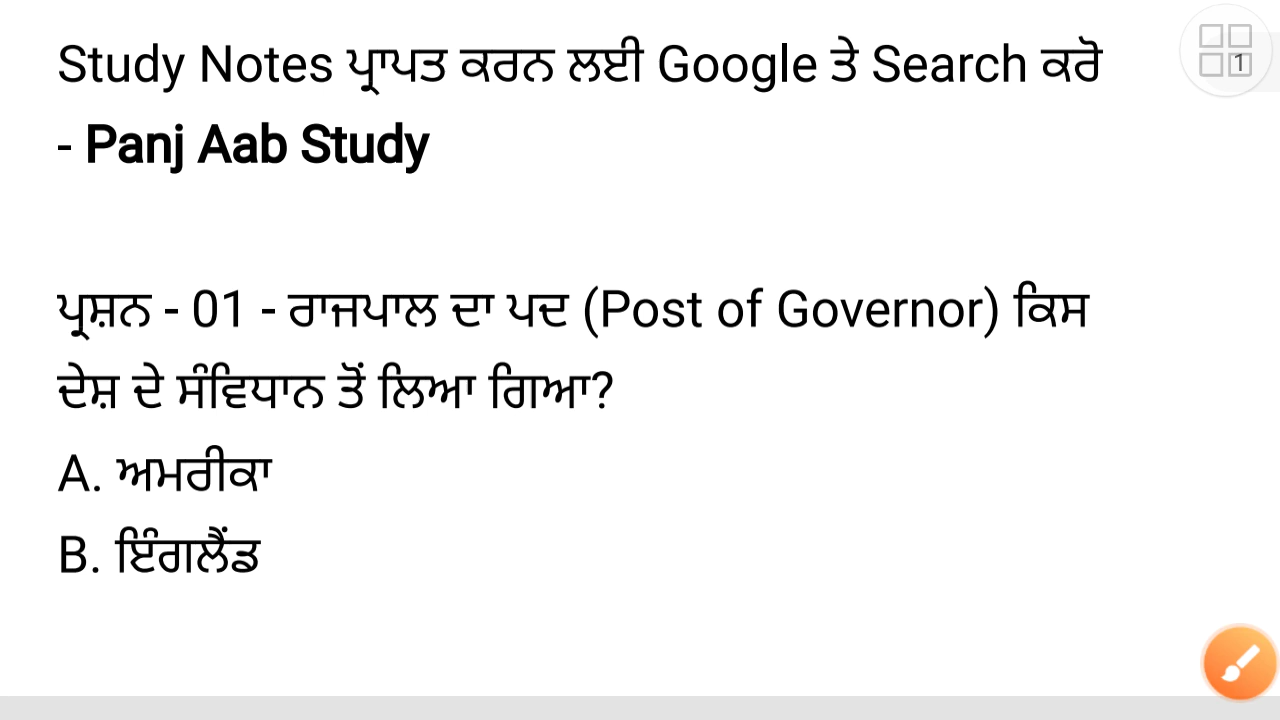 Study Notes ਪ੍ਰਾਪਤ ਕਰਨ ਲਈ Google ਤੇ Search ਕਰੋ
- Panj Aab Study
ਪ੍ਰਸ਼ਨ - 01 - ਰਾਜਪਾਲ ਦਾ ਪਦ (Post of Governor) ਕਿਸ
ਦੇਸ਼ ਦੇ ਸੰਵਿਧਾਨ ਤੋਂ ਲਿਆ ਗਿਆ?
A. ਅਮਰੀਕਾ
B. ਇੰਗਲੈਂਡ
1